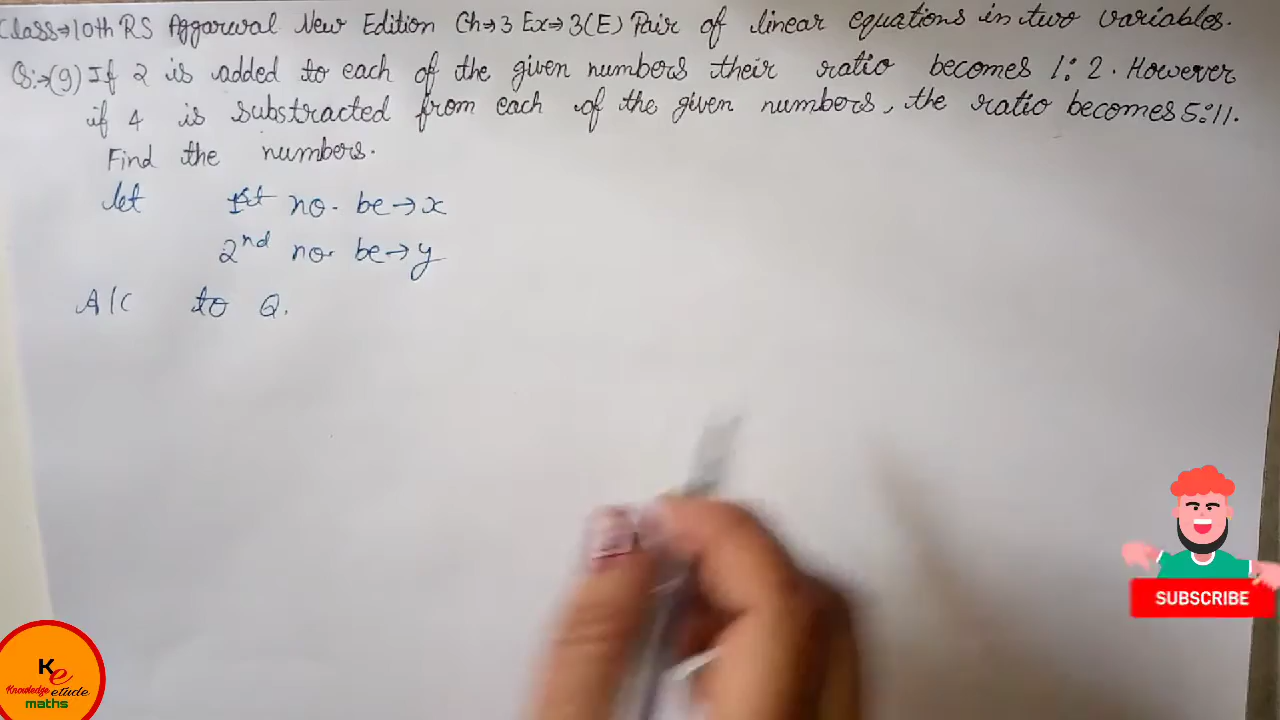 Class→10th RS Aggarwal New Edition Ch→3 Ex→3(E) Pair of linear equations in two variables.
Q:→(9) If 2 is added to each of the given numbers their ratio becomes 1:2. However
if 4 is substracted from each of the given numbers, the ratio becomes 5:11.
Find the numbers.
let 1st no. be→x
2nd no. be→y
A/C to Q.
SUBSCRIBE
Ke
Knowledge etude
maths